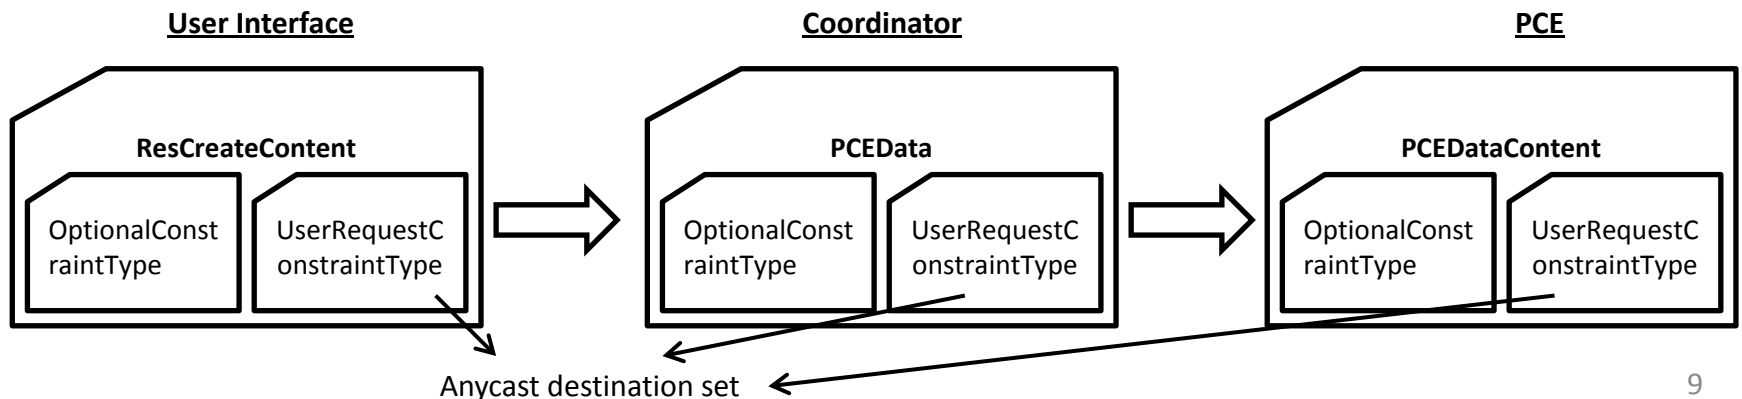 User Interface
Coordinator
PCE
ResCreateContent
OptionalConst
raintType
UserRequestC
onstraintType
PCEData
OptionalConst
raintType
UserRequestC
onstraintType
PCEDataContent
OptionalConst
raintType
UserRequestC
onstraintType
Anycast destination set
9